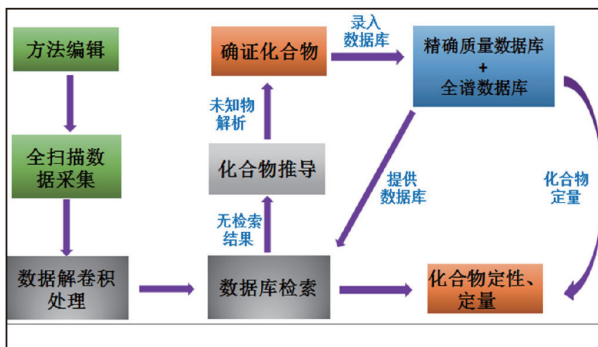 方法编辑
全扫描数
据采集
数据解卷积
处理
数据库检索
无检索
结果
化合物推导
未知物
解析
确证化合物
录入
数据库
精确质量数据库
+
全谱数据库
提供
数据库
化合物
定量
化合物定性、
定量